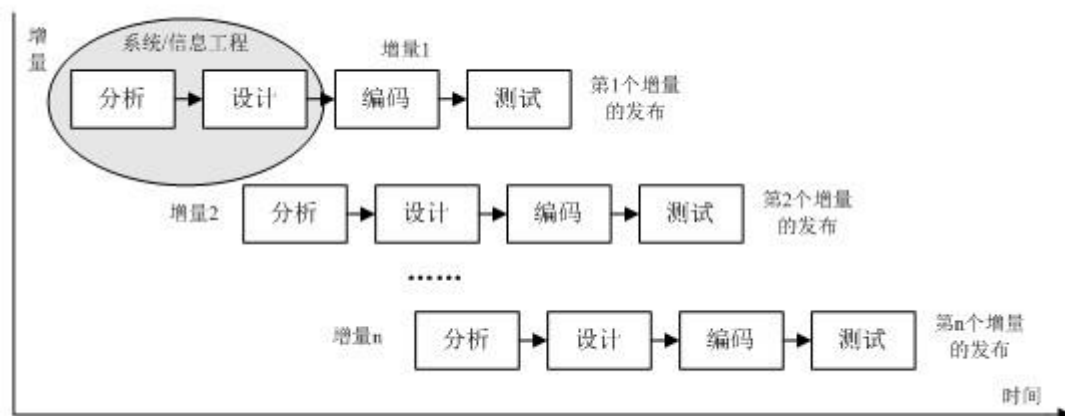 增
量
系统/信息工程
增量1
分析
设计
编码
测试
第1个增量
的发布
增量2
分析
设计
编码
测试
第2个增量
的发布
……
增量n
分析
设计
编码
测试
第n个增量
的发布
时间